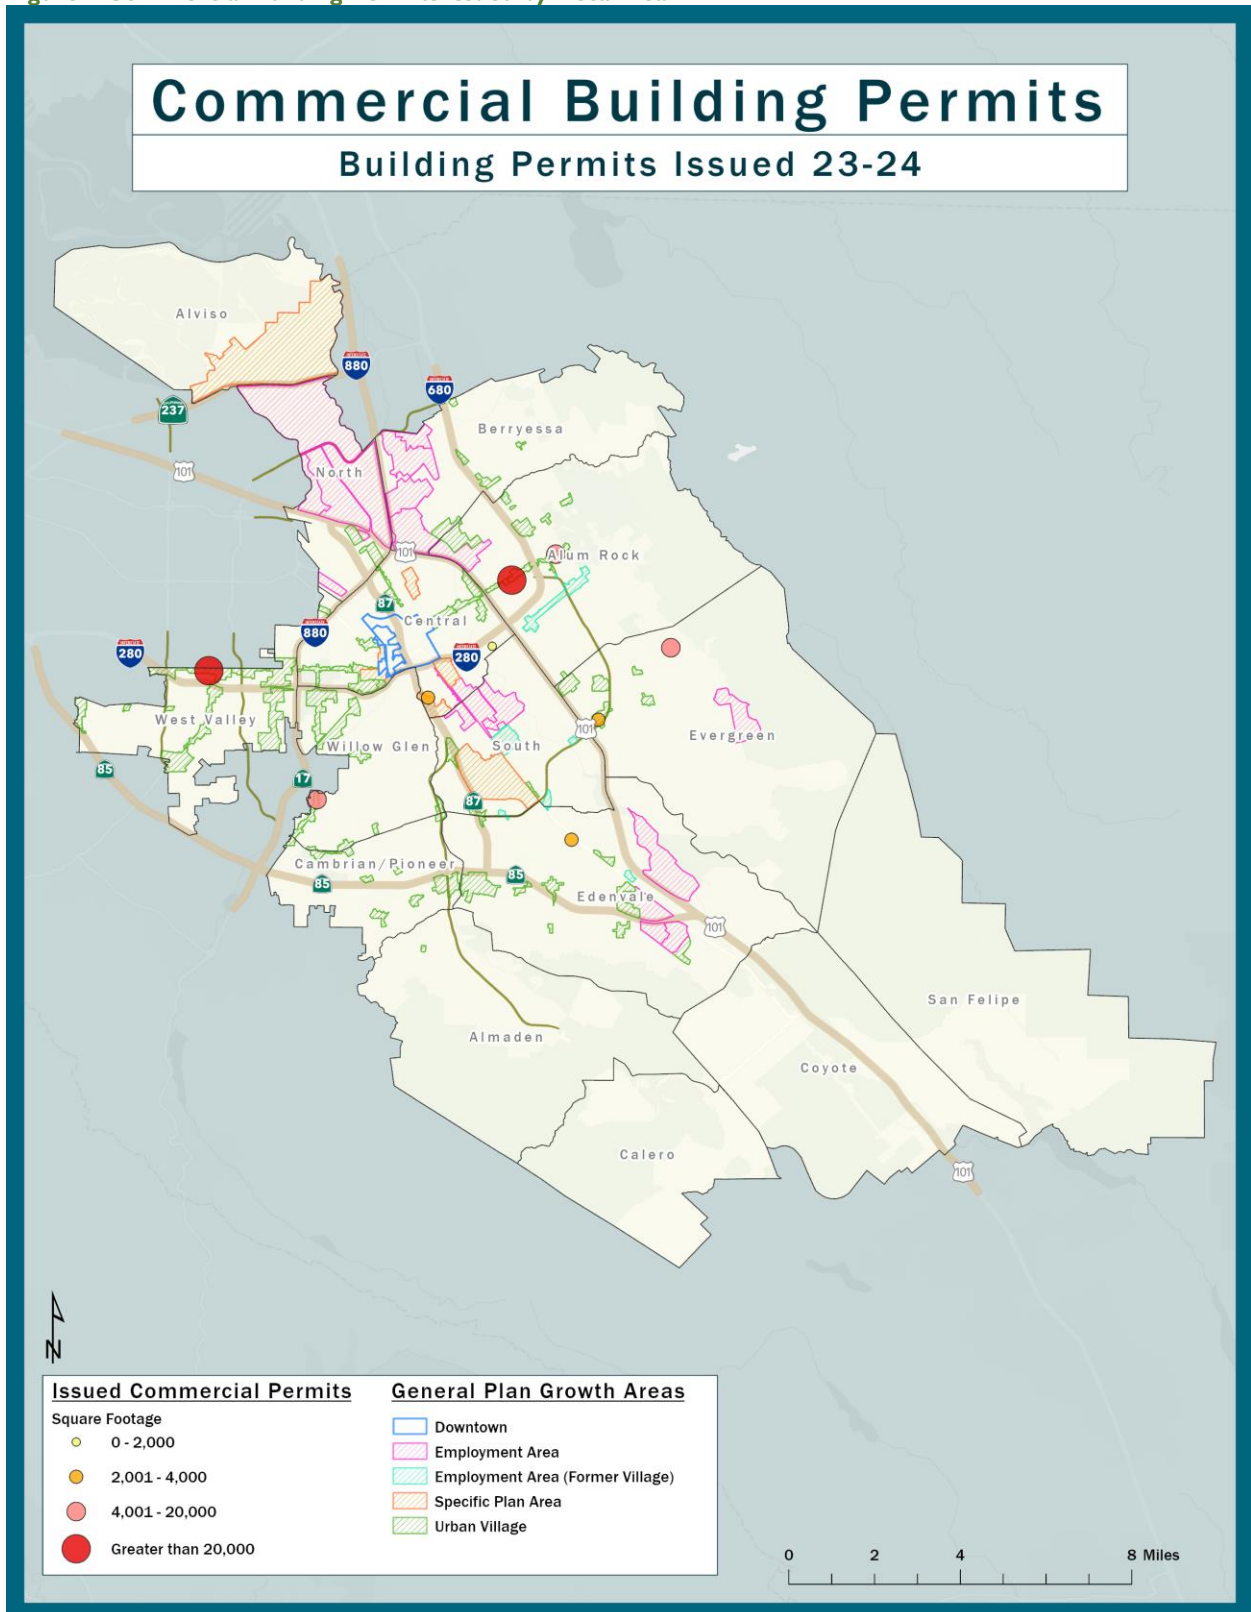 Commercial Building Permits
Building Permits Issued 23-24
Alviso
880
680
237
Berryessa
101
North
101
Alum Rock
87
Central
880
280
280
West Valley
Willow Glen
South
101
Evergreen
85
17
87
Cambrian/Pioneer
85
85
Edenvale
101
San Felipe
Almaden
Coyote
Calero
101
N
Issued Commercial Permits
Square Footage
0 - 2,000
2,001 - 4,000
4,001 - 20,000
Greater than 20,000
General Plan Growth Areas
Downtown
Employment Area
Employment Area (Former Village)
Specific Plan Area
Urban Village
0 2 4 8 Miles